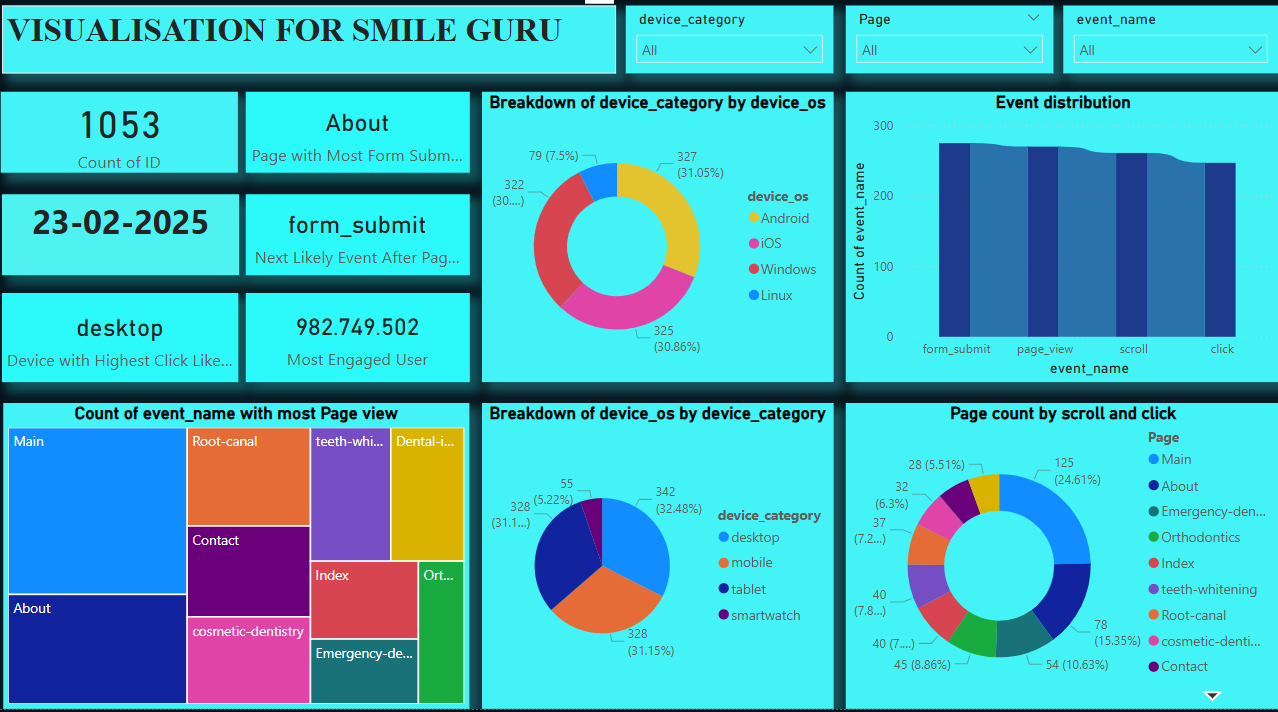 VISUALISATION FOR SMILE GURU
device_category
All
Page
All
event_name
All
1053
Count of ID
About
Page with Most Form Subm...
23-02-2025
form_submit
Next Likely Event After Pag...
desktop
Device with Highest Click Like...
982.749.502
Most Engaged User
Breakdown of device_category by device_os
79 (7.5%)
327
(31.05%)
322
(30....)
325
(30.86%)
device_os
Android
iOS
Windows
Linux
Event distribution
Count of event_name
300
200
100
0
form_submit
page_view
scroll
click
event_name
Count of event_name with most Page view
Main
About
Root-canal
Contact
cosmetic-dentistry
teeth-whi...
Dental-i...
Index
Emergency-de...
Ort...
Breakdown of device_os by device_category
55
(5.22%)
342
(32.48%)
328
(31.1...)
328
(31.15%)
device_category
desktop
mobile
tablet
smartwatch
Page count by scroll and click
28 (5.51%)
125
(24.61%)
32
(6.3%)
37
(7.2...)
40
(7.8...)
40 (7....)
45 (8.86%)
54 (10.63%)
78
(15.35%)
Page
Main
About
Emergency-den...
Orthodontics
Index
teeth-whitening
Root-canal
cosmetic-denti...
Contact